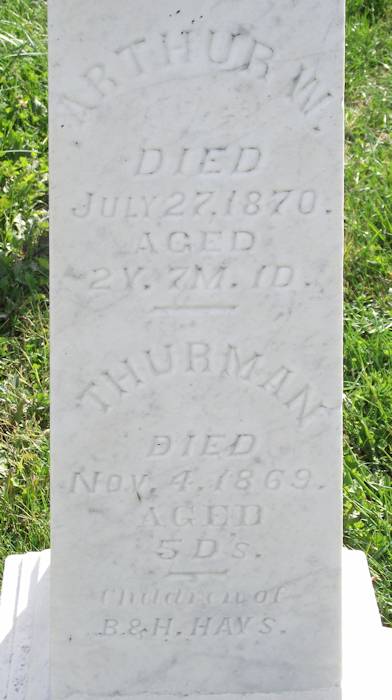 ARTHUR W.
DIED
JULY 27, 1870.
AGED
2Y. 7M. 1D.
THURMAN
DIED
NOV. 4. 1869.
AGED
5 Ds.
Children of
B. & H. HAYS.